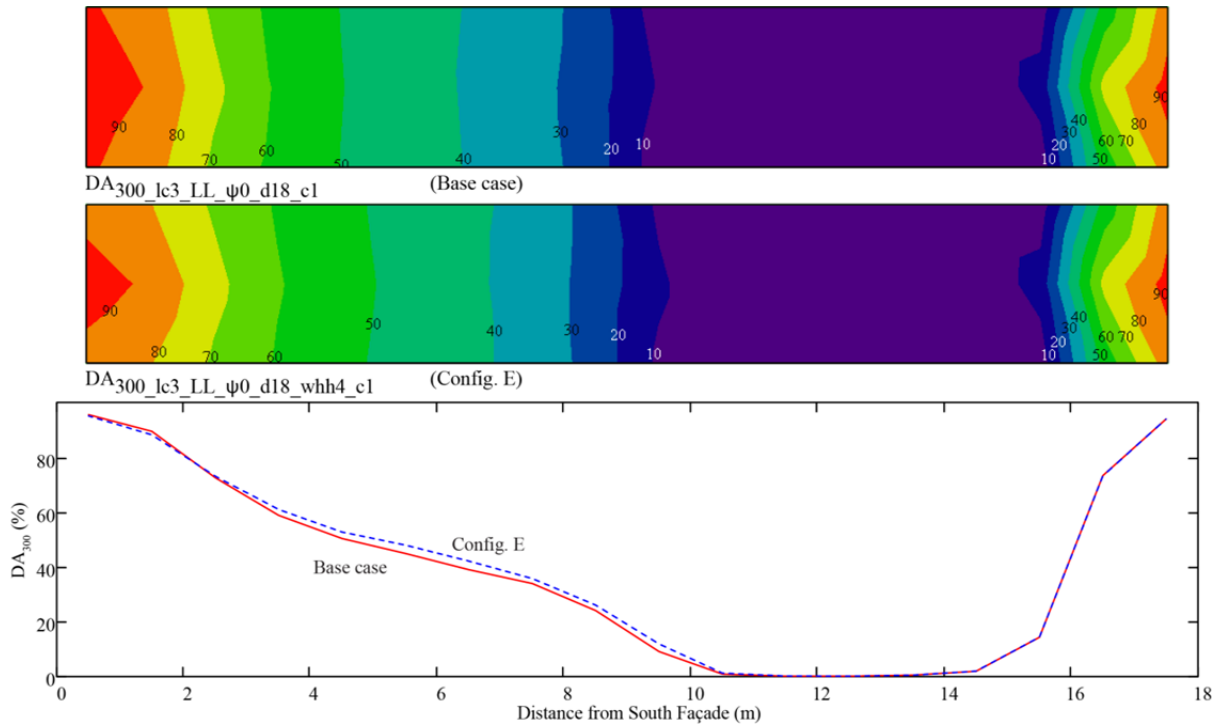 90 80 70 60 50 40 30 20 10 10 20 30 40 50 60 70 80 90
DA300_lc3_LL_ψ0_d18_c1 (Base case)
90 80 70 60 50 40 30 20 10 10 20 30 40 50 60 70 80 90
DA300_lc3_LL_ψ0_d18_whh4_c1 (Config. E)
80
60
40
20
0
DA300 (%)
Config. E
Base case
0 2 4 6 8 10 12 14 16 18
Distance from South Façade (m)